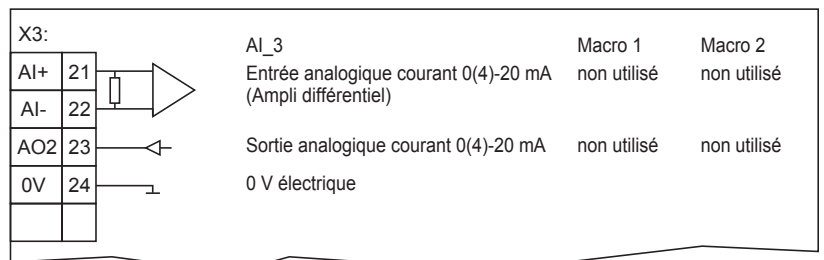 X3:
AI_3 Macro 1 Macro 2
AI+ 21 Entrée analogique courant 0(4)-20 mA non utilisé non utilisé
(Ampli différentiel)
AI- 22
AO2 23 Sortie analogique courant 0(4)-20 mA non utilisé non utilisé
0V 24 0 V électrique